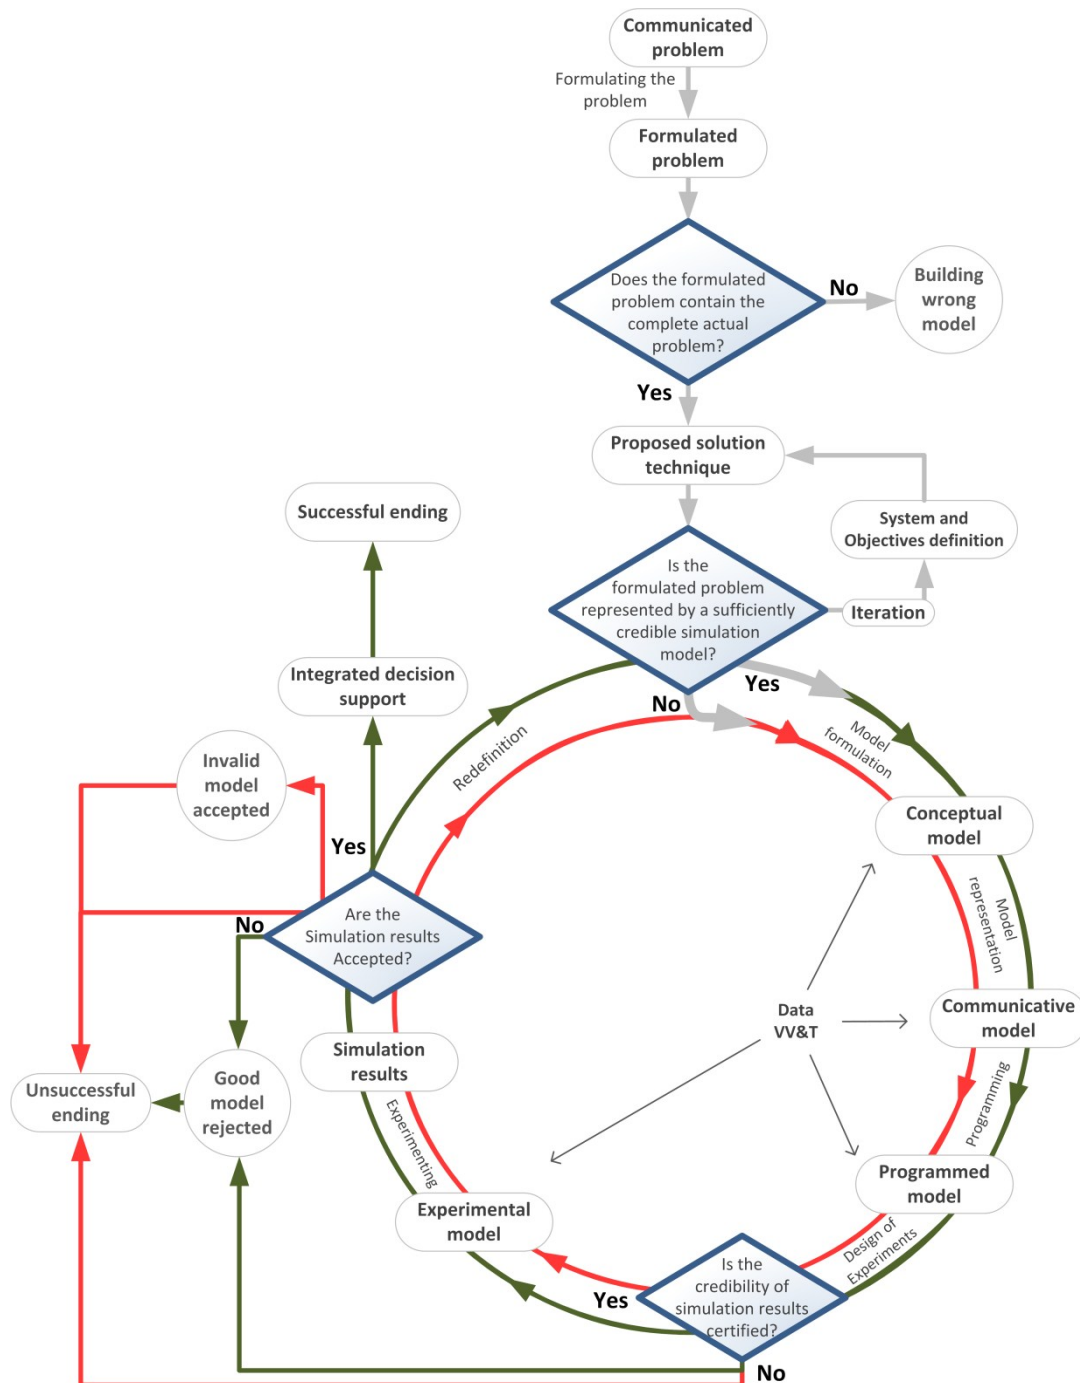 Communicated
problem
Formulating the
problem
Formulated
problem
Does the formulated
problem contain the
complete actual
problem?
No
Building
wrong
model
Yes
Proposed solution
technique
System and
Objectives definition
Iteration
Is the
formulated problem
represented by a sufficiently
credible simulation
model?
Yes
No
Successful ending
Integrated decision
support
Redefinition
Model
formulation
Invalid
model
accepted
Yes
Conceptual
model
Model
representation
No
Are the
Simulation results
Accepted?
Data
VV&T
Communicative
model
Simulation
results
Unsuccessful
ending
Good
model
rejected
Programming
Experimenting
Programmed
model
Experimental
model
Design of
Experiments
Is the
credibility of
simulation results
certified?
Yes
No